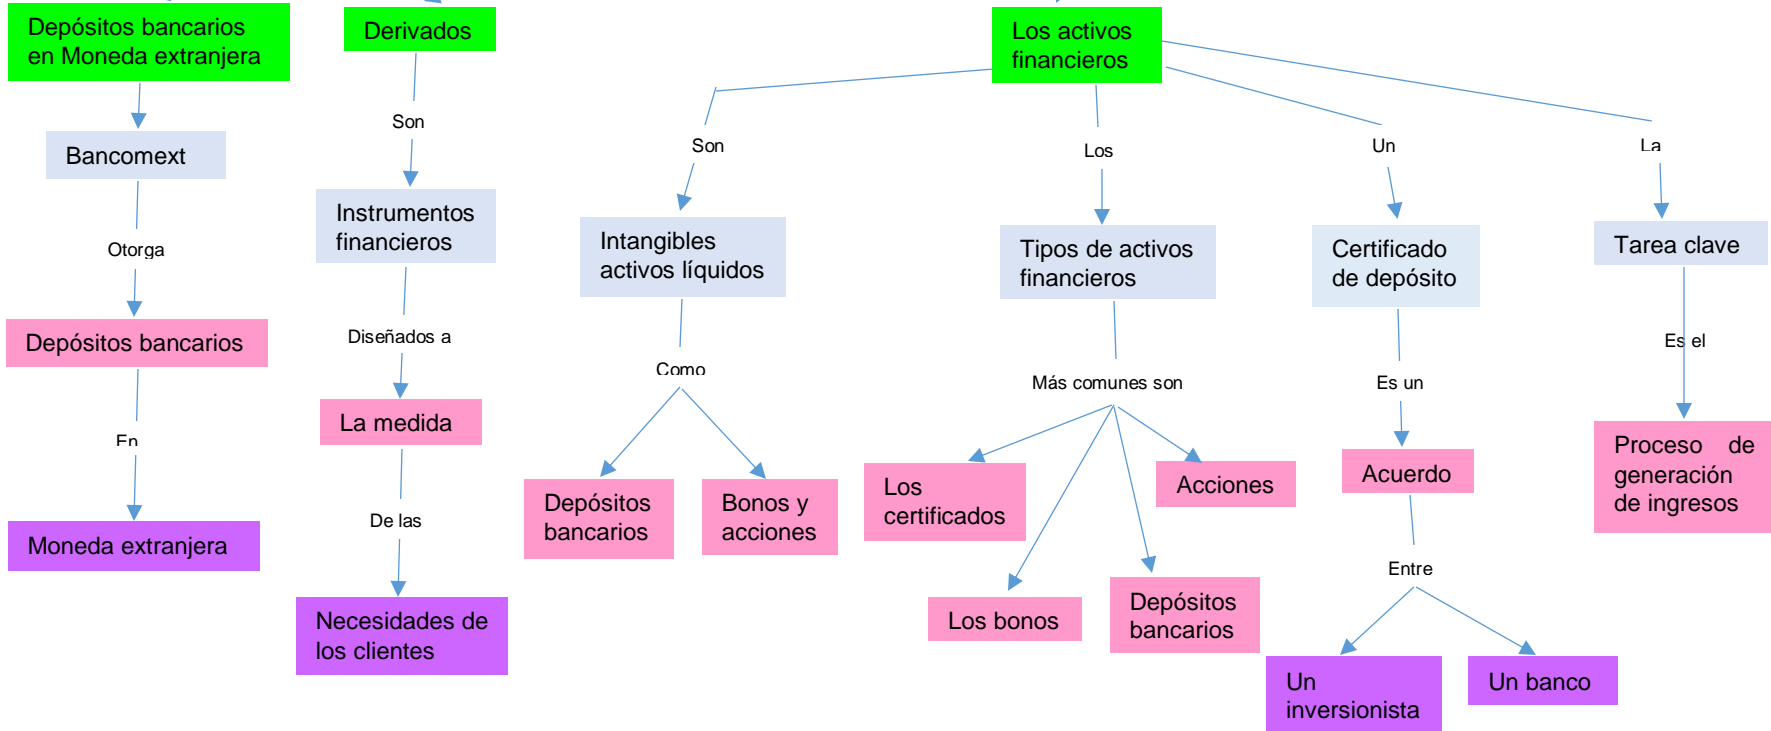 Depósitos bancarios
en Moneda extranjera
Bancomext
Otorga
Depósitos bancarios
En
Moneda extranjera
Derivados
Son
Instrumentos
financieros
Diseñados a
La medida
De las
Necesidades de
los clientes
Los activos
financieros
Son
Intangibles
activos líquidos
Como
Depósitos
bancarios
Bonos y
acciones
Los
Tipos de activos
financieros
Más comunes son
Los
certificados
Los bonos
Depósitos
bancarios
Acciones
Un
Certificado
de depósito
Es un
Acuerdo
Entre
Un
inversionista
Un banco
La
Tarea clave
Es el
Proceso de
generación
de ingresos